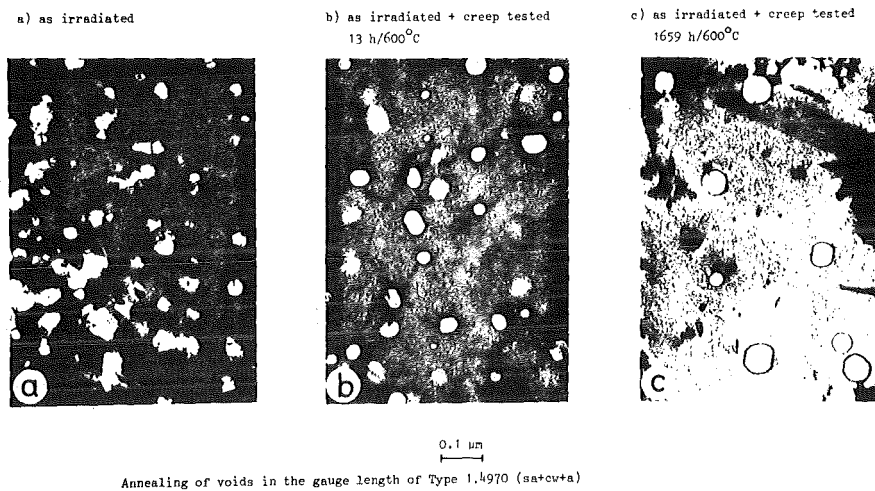 a) as irradiated
b) as irradiated + creep tested
13 h/600°C
c) as irradiated + creep tested
1659 h/600°C
a
b
c
0.1 µm
Annealing of voids in the gauge length of Type 1.4970 (sa+cw+a)